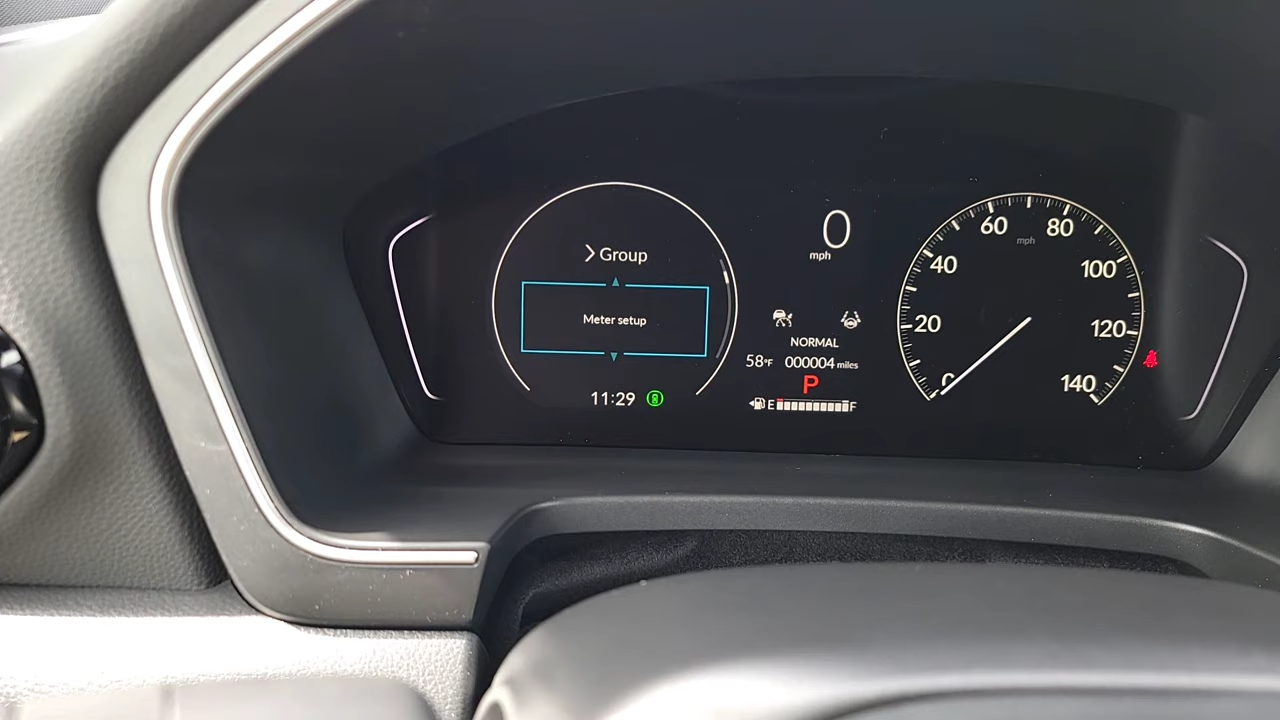 Group
Meter setup
11:29
0
mph
NORMAL
58°F 000004 miles
P
E F
0
20
40
60
80
100
120
140
mph